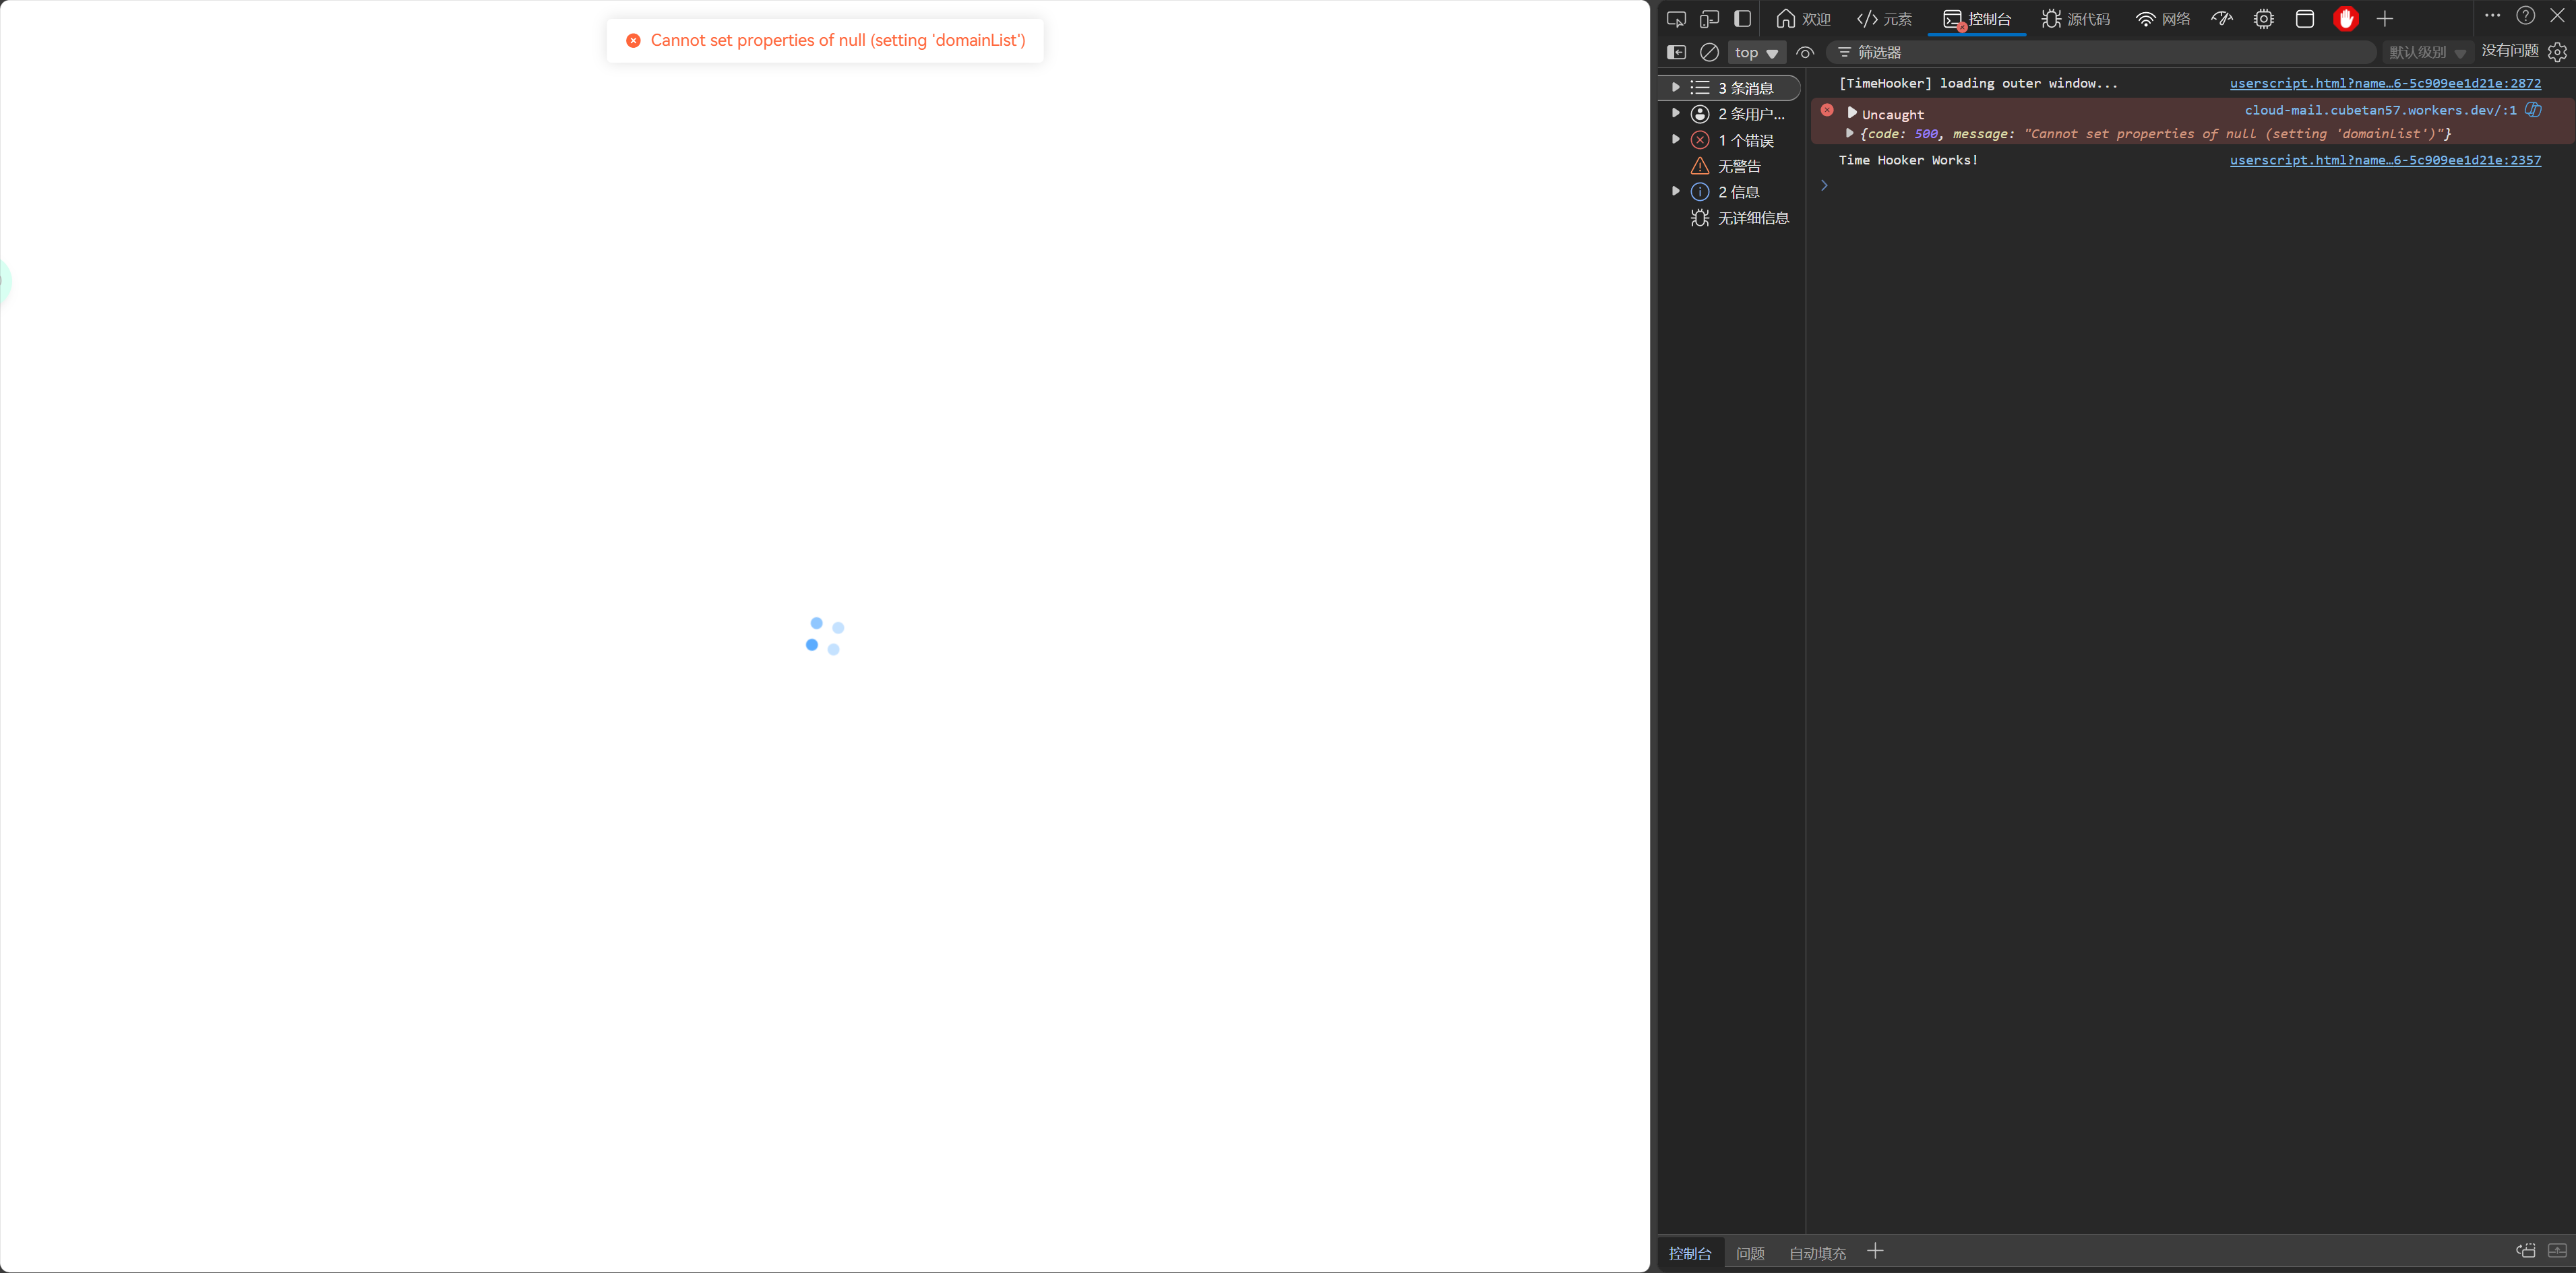 Cannot set properties of null (setting 'domainList')
欢迎
元素
控制台
源代码
网络
top
筛选器
默认级别
没有问题
3 条消息
2 条用户...
1 个错误
无警告
2 信息
无详细信息
[TimeHooker] loading outer window... userscript.html?name…6-5c909ee1d21e:2872
Uncaught cloud-mail.cubetan57.workers.dev/:1
{code: 500, message: "Cannot set properties of null (setting 'domainList')"}
Time Hooker Works! userscript.html?name…6-5c909ee1d21e:2357
控制台
问题
自动填充